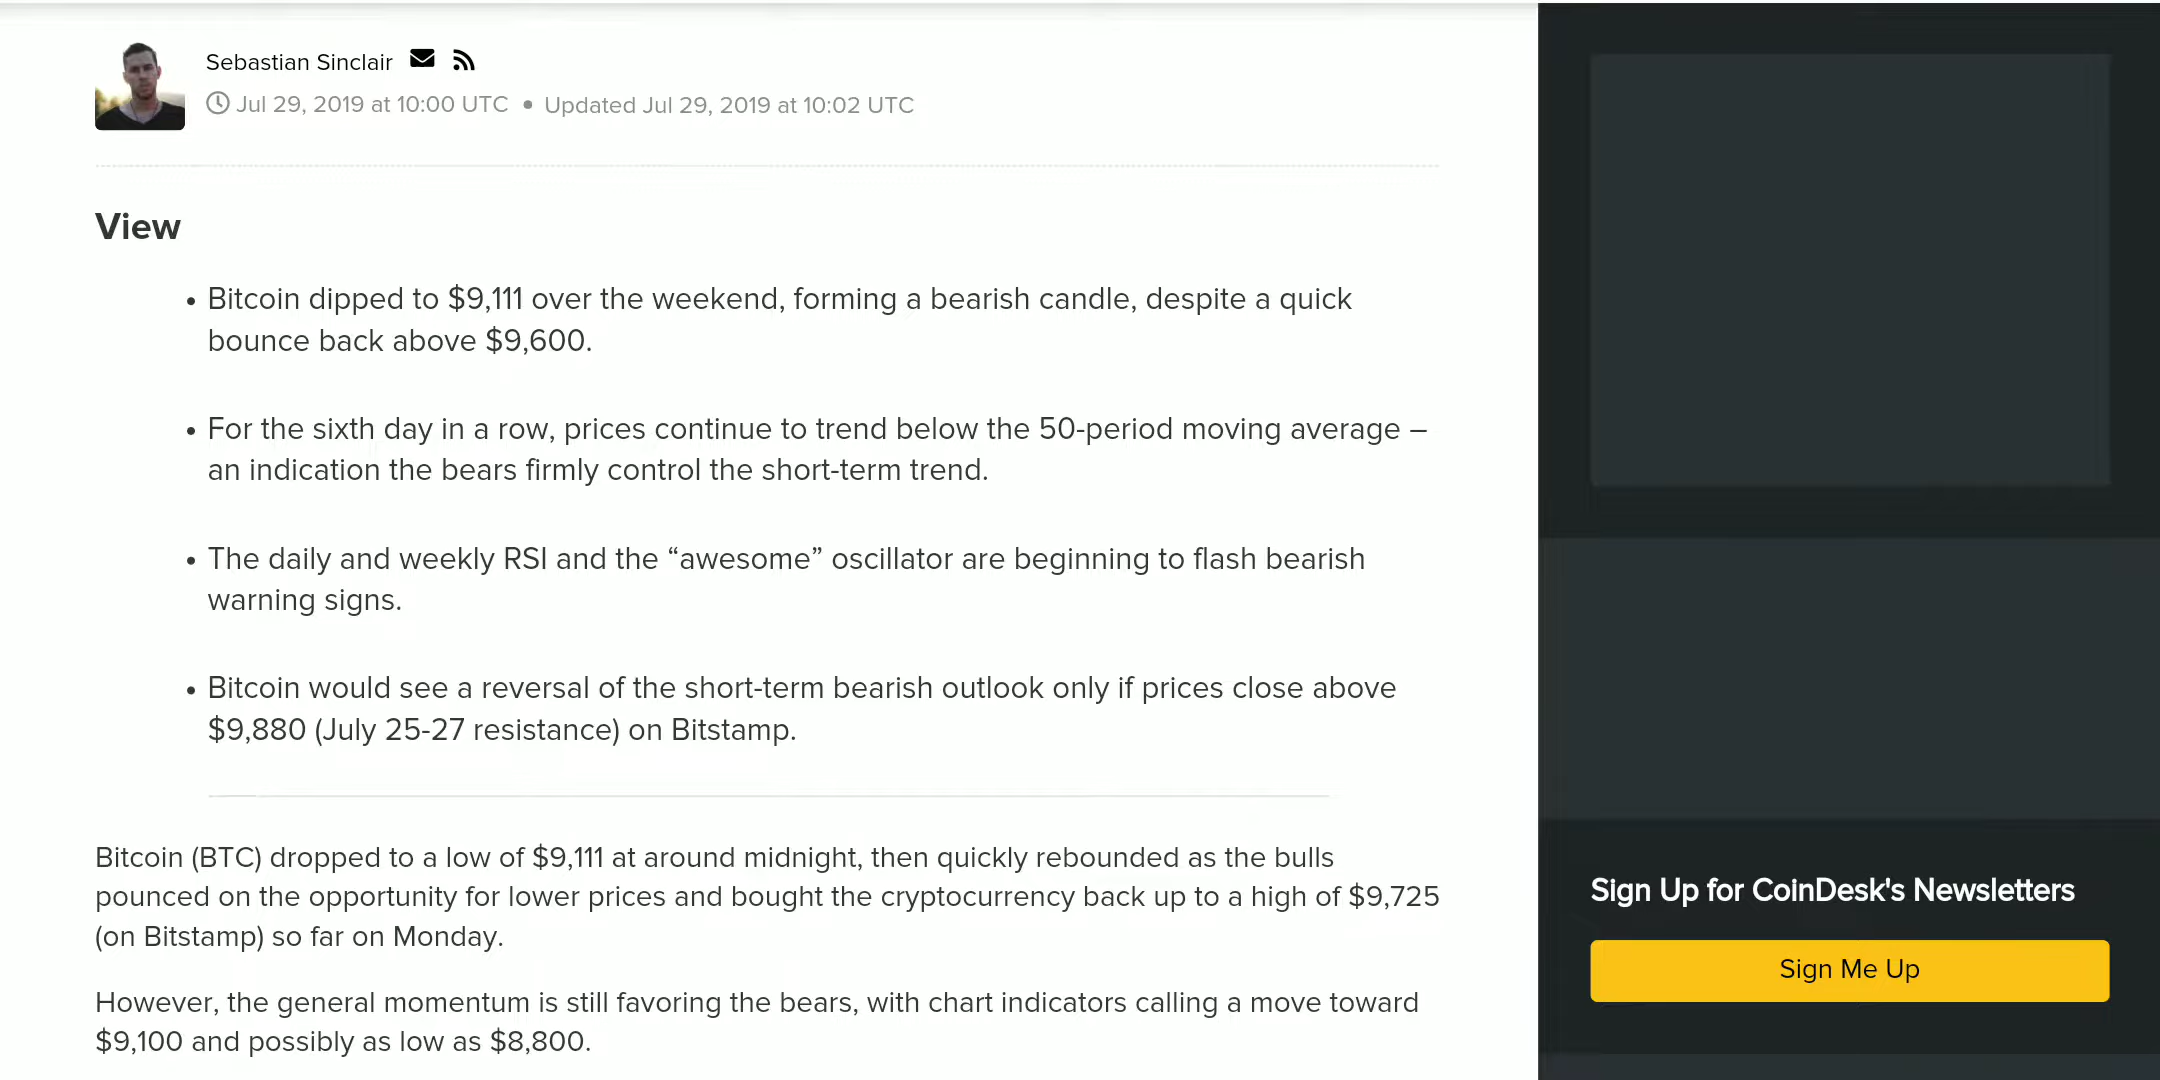 Sebastian Sinclair
Jul 29, 2019 at 10:00 UTC • Updated Jul 29, 2019 at 10:02 UTC
View
• Bitcoin dipped to $9,111 over the weekend, forming a bearish candle, despite a quick
bounce back above $9,600.
• For the sixth day in a row, prices continue to trend below the 50-period moving average –
an indication the bears firmly control the short-term trend.
• The daily and weekly RSI and the “awesome” oscillator are beginning to flash bearish
warning signs.
• Bitcoin would see a reversal of the short-term bearish outlook only if prices close above
$9,880 (July 25-27 resistance) on Bitstamp.
Bitcoin (BTC) dropped to a low of $9,111 at around midnight, then quickly rebounded as the bulls
pounced on the opportunity for lower prices and bought the cryptocurrency back up to a high of $9,725
(on Bitstamp) so far on Monday.
However, the general momentum is still favoring the bears, with chart indicators calling a move toward
$9,100 and possibly as low as $8,800.
Sign Up for CoinDesk's Newsletters
Sign Me Up